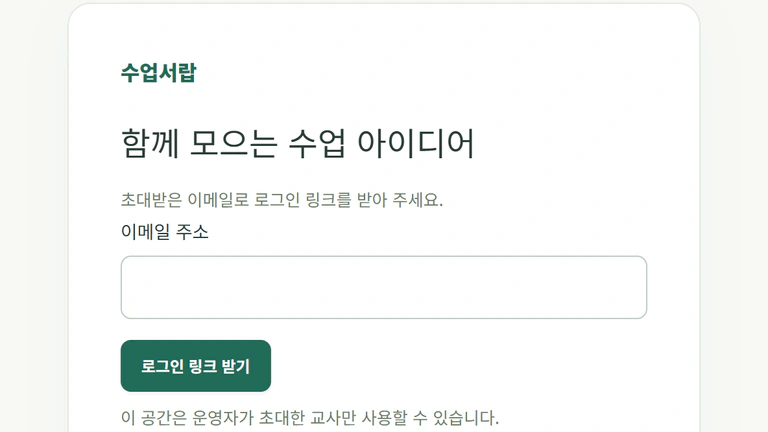 수업서랍
함께 모으는 수업 아이디어
초대받은 이메일로 로그인 링크를 받아 주세요.
이메일 주소
로그인 링크 받기
이 공간은 운영자가 초대한 교사만 사용할 수 있습니다.